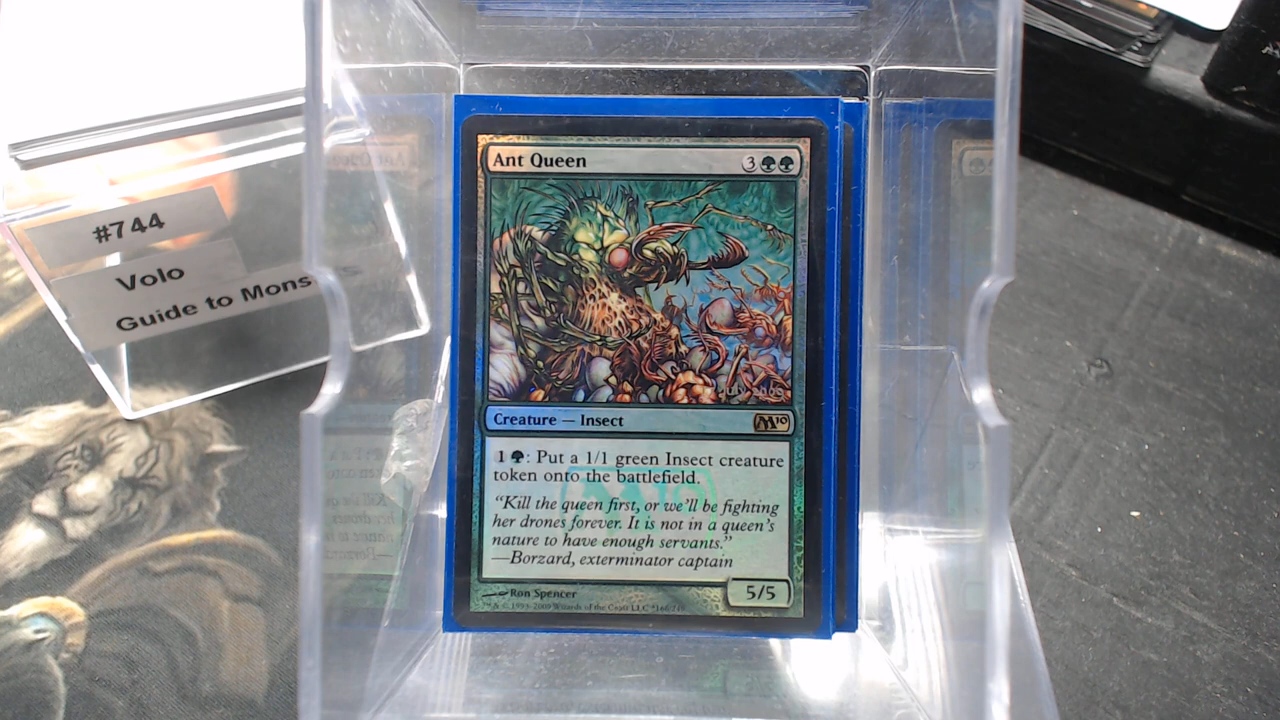 #744
Volo
Guide to Mons
Ant Queen
3
Creature — Insect
M10
1 : Put a 1/1 green Insect creature
token onto the battlefield.
"Kill the queen first, or we'll be fighting
her drones forever. It is not in a queen's
nature to have enough servants."
—Borzard, exterminator captain
5/5
Ron Spencer